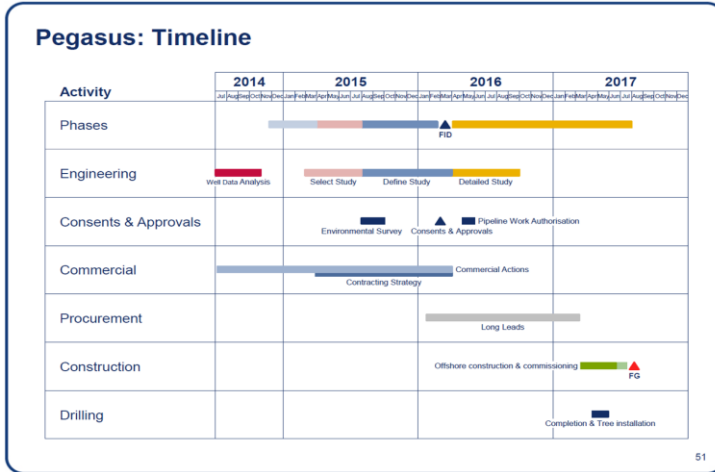 Pegasus: Timeline
Activity
2014 2015 2016 2017
Jul Aug Sep Oct Nov Dec Jan Feb Mar Apr May Jun Jul Aug Sep Oct Nov Dec Jan Feb Mar Apr May Jun Jul Aug Sep Oct Nov Dec Jan Feb Mar Apr May Jun Jul Aug Sep Oct Nov Dec
Phases
FID
Engineering
Well Data Analysis Select Study Define Study Detailed Study
Consents & Approvals
Pipeline Work Authorisation
Environmental Survey Consents & Approvals
Commercial
Commercial Actions
Contracting Strategy
Procurement
Long Leads
Construction
Offshore construction & commissioning
FG
Drilling
Completion & Tree installation
51